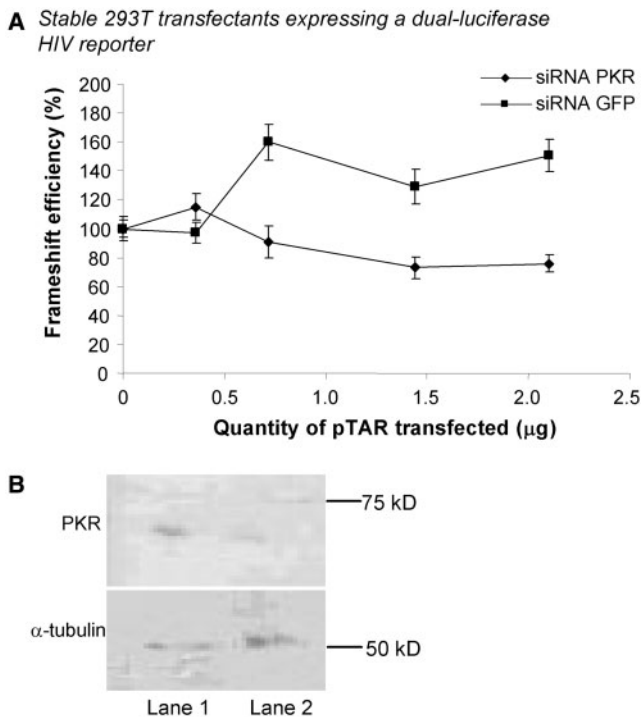 A Stable 293T transfectants expressing a dual-luciferase
HIV reporter
siRNA PKR
siRNA GFP
Frameshift efficiency (%)
200
180
160
140
120
100
80
60
40
20
0
0 0.5 1.0 1.5 2.0 2.5
Quantity of pTAR transfected (μg)
B
PKR
75 kD
α-tubulin
50 kD
Lane 1 Lane 2